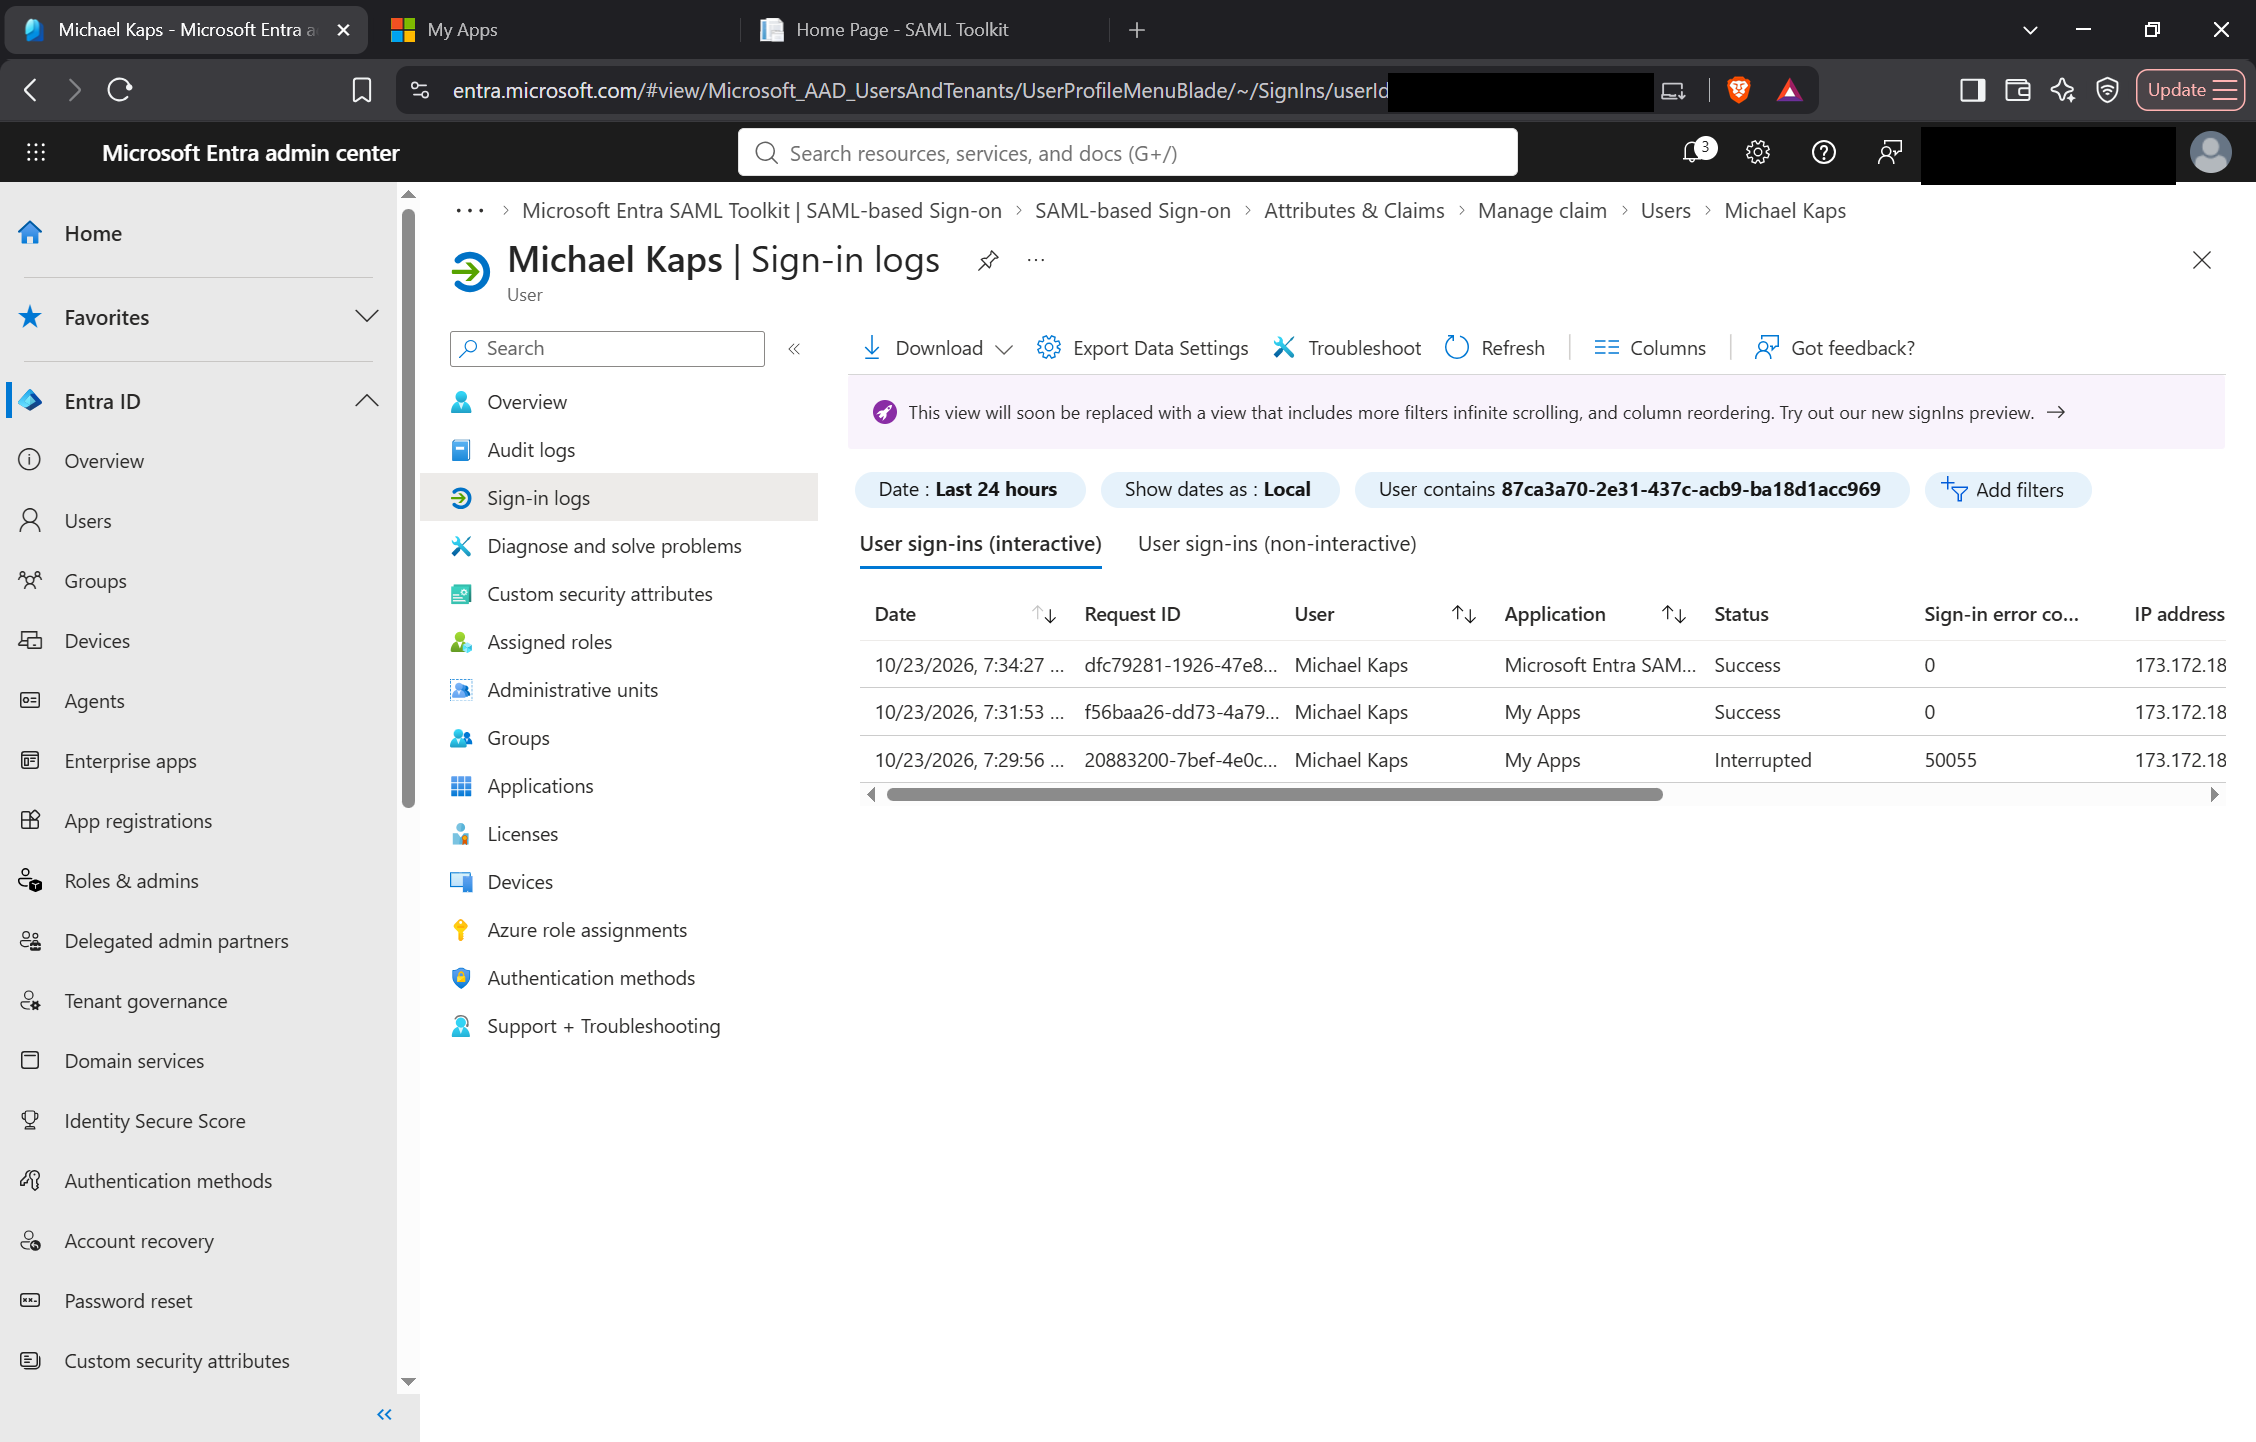 Michael Kaps - Microsoft Entra a
My Apps
Home Page - SAML Toolkit
entra.microsoft.com/#view/Microsoft_AAD_UsersAndTenants/UserProfileMenuBlade/~/SignIns/userId
Update
Microsoft Entra admin center
Search resources, services, and docs (G+/)
3
Home
Favorites
Entra ID
Overview
Users
Groups
Devices
Agents
Enterprise apps
App registrations
Roles & admins
Delegated admin partners
Tenant governance
Domain services
Identity Secure Score
Authentication methods
Account recovery
Password reset
Custom security attributes
··· > Microsoft Entra SAML Toolkit | SAML-based Sign-on > SAML-based Sign-on > Attributes & Claims > Manage claim > Users > Michael Kaps
Michael Kaps | Sign-in logs
User
Search
Overview
Audit logs
Sign-in logs
Diagnose and solve problems
Custom security attributes
Assigned roles
Administrative units
Groups
Applications
Licenses
Devices
Azure role assignments
Authentication methods
Support + Troubleshooting
Download Export Data Settings Troubleshoot Refresh Columns Got feedback?
This view will soon be replaced with a view that includes more filters infinite scrolling, and column reordering. Try out our new signIns preview. →
Date : Last 24 hours Show dates as : Local User contains 87ca3a70-2e31-437c-acb9-ba18d1acc969 Add filters
User sign-ins (interactive) User sign-ins (non-interactive)
Date Request ID User Application Status Sign-in error co... IP address
10/23/2026, 7:34:27 ... dfc79281-1926-47e8... Michael Kaps Microsoft Entra SAM... Success 0 173.172.18
10/23/2026, 7:31:53 ... f56baa26-dd73-4a79... Michael Kaps My Apps Success 0 173.172.18
10/23/2026, 7:29:56 ... 20883200-7bef-4e0c... Michael Kaps My Apps Interrupted 50055 173.172.18